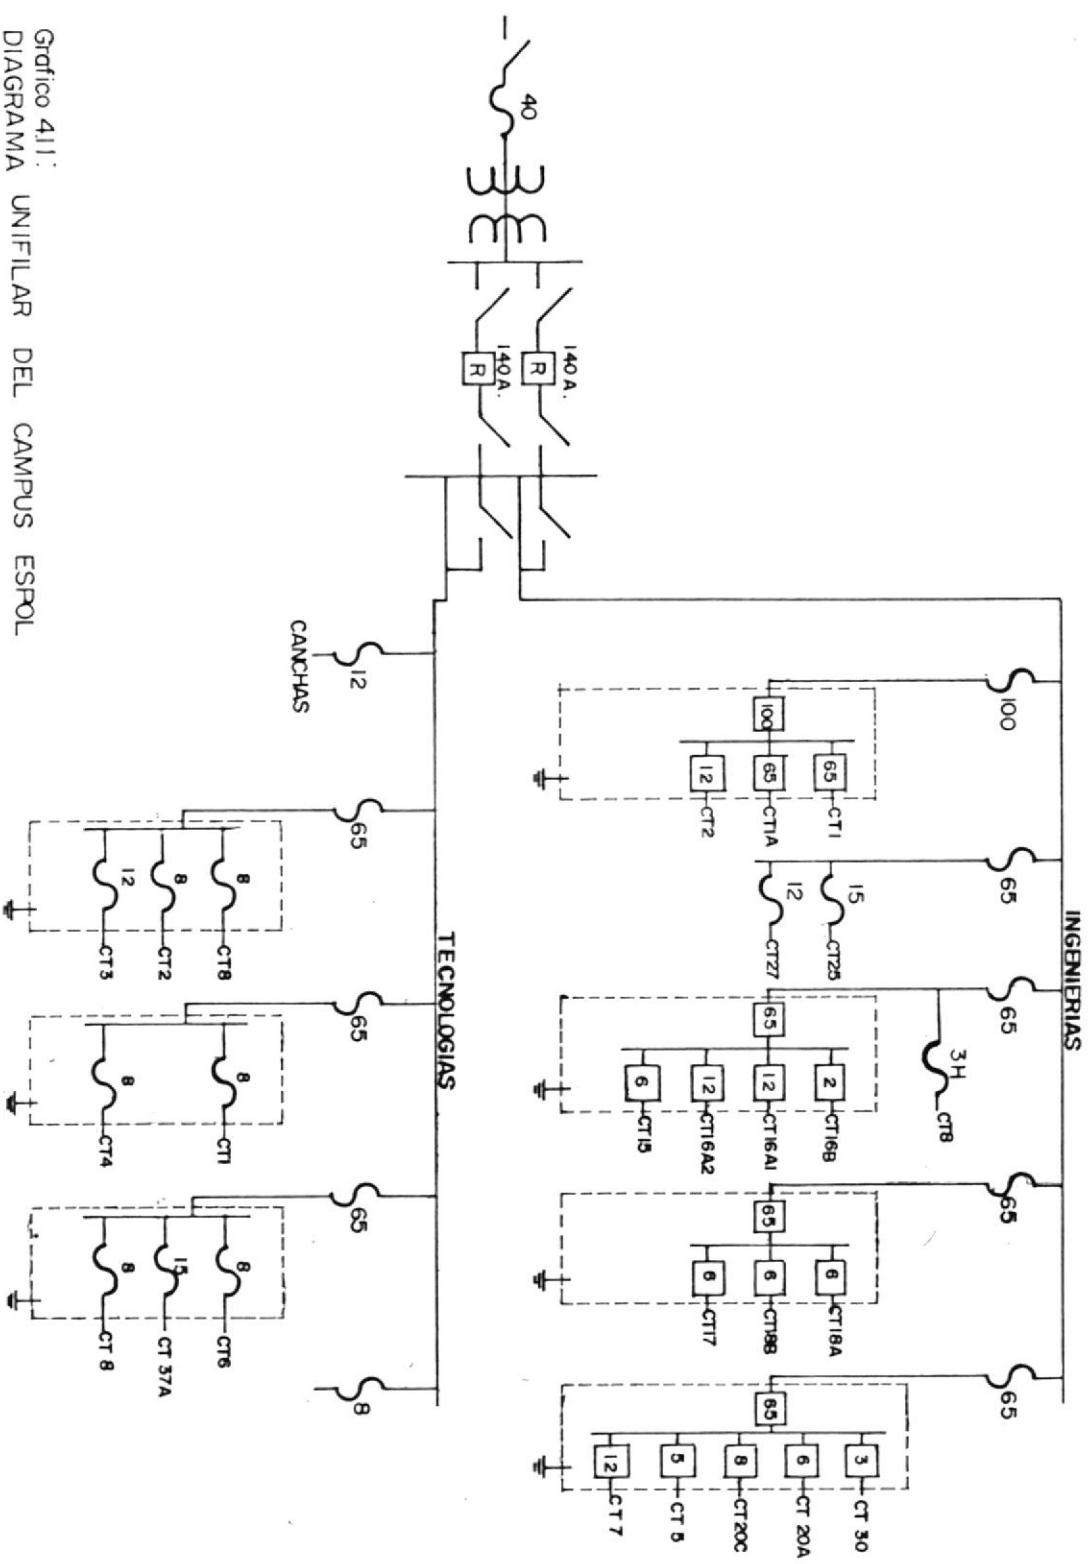 Grafico 4.11:
DIAGRAMA UNIFILAR DEL CAMPUS ESPOL
40
140 A.
R
140 A.
R
INGENIERIAS
100
100
65
65
12
CT1
CT1A
CT2
65
15
12
CT25
CT27
65
3H
CT8
65
2
12
12
6
CT16B
CT16A1
CT16A2
CT15
65
65
6
6
6
CT18A
CT18B
CT17
65
65
3
6
8
5
12
CT 30
CT 20A
CT20C
CT 5
CT 7
TECNOLOGIAS
12
CANCHAS
65
8
8
12
CT8
CT2
CT3
65
8
8
CT1
CT4
65
8
15
8
CT6
CT 37A
CT 8
8